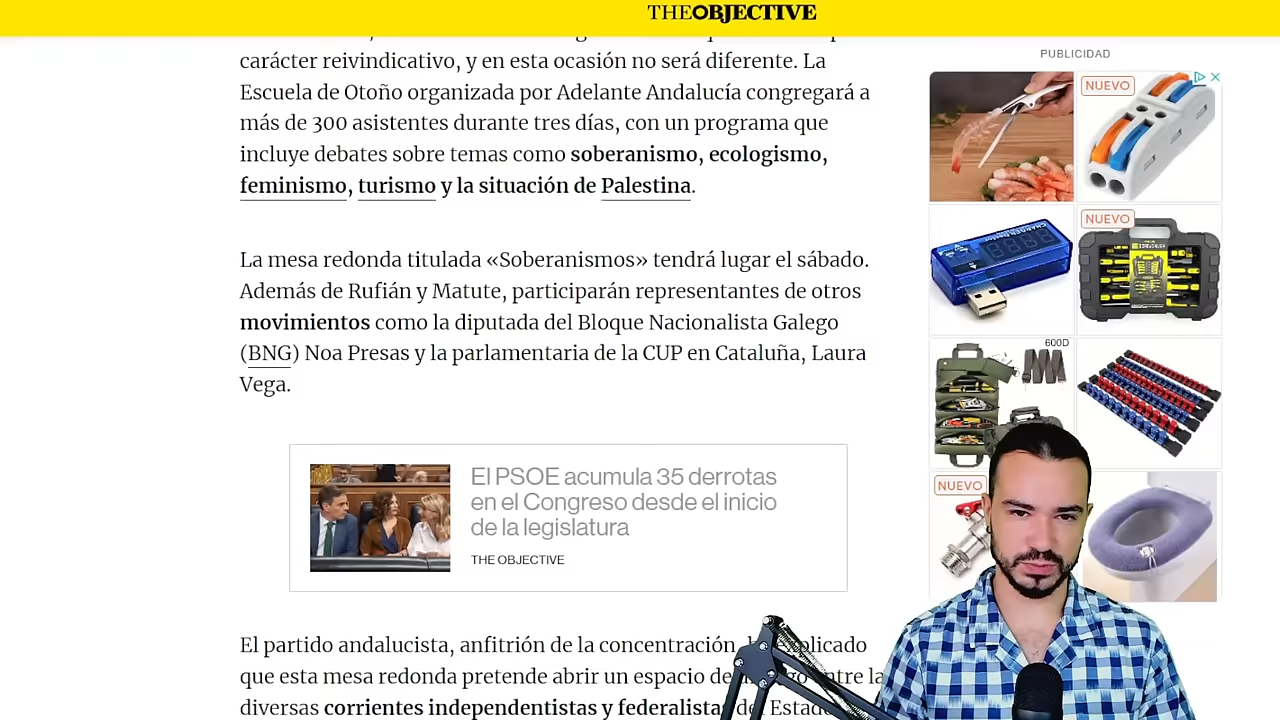 THEOBJECTIVE
carácter reivindicativo, y en esta ocasión no será diferente. La
Escuela de Otoño organizada por Adelante Andalucía congregará a
más de 300 asistentes durante tres días, con un programa que
incluye debates sobre temas como soberanismo, ecologismo,
feminismo, turismo y la situación de Palestina.
La mesa redonda titulada «Soberanismos» tendrá lugar el sábado.
Además de Rufián y Matute, participarán representantes de otros
movimientos como la diputada del Bloque Nacionalista Galego
(BNG) Noa Presas y la parlamentaria de la CUP en Cataluña, Laura
Vega.
El PSOE acumula 35 derrotas
en el Congreso desde el inicio
de la legislatura
THE OBJECTIVE
El partido andalucista, anfitrión de la concentración,
que esta mesa redonda pretende abrir un espacio de entre la
diversas corrientes independentistas y federalistas
PUBLICIDAD
NUEVO
NUEVO
600D
NUEVO